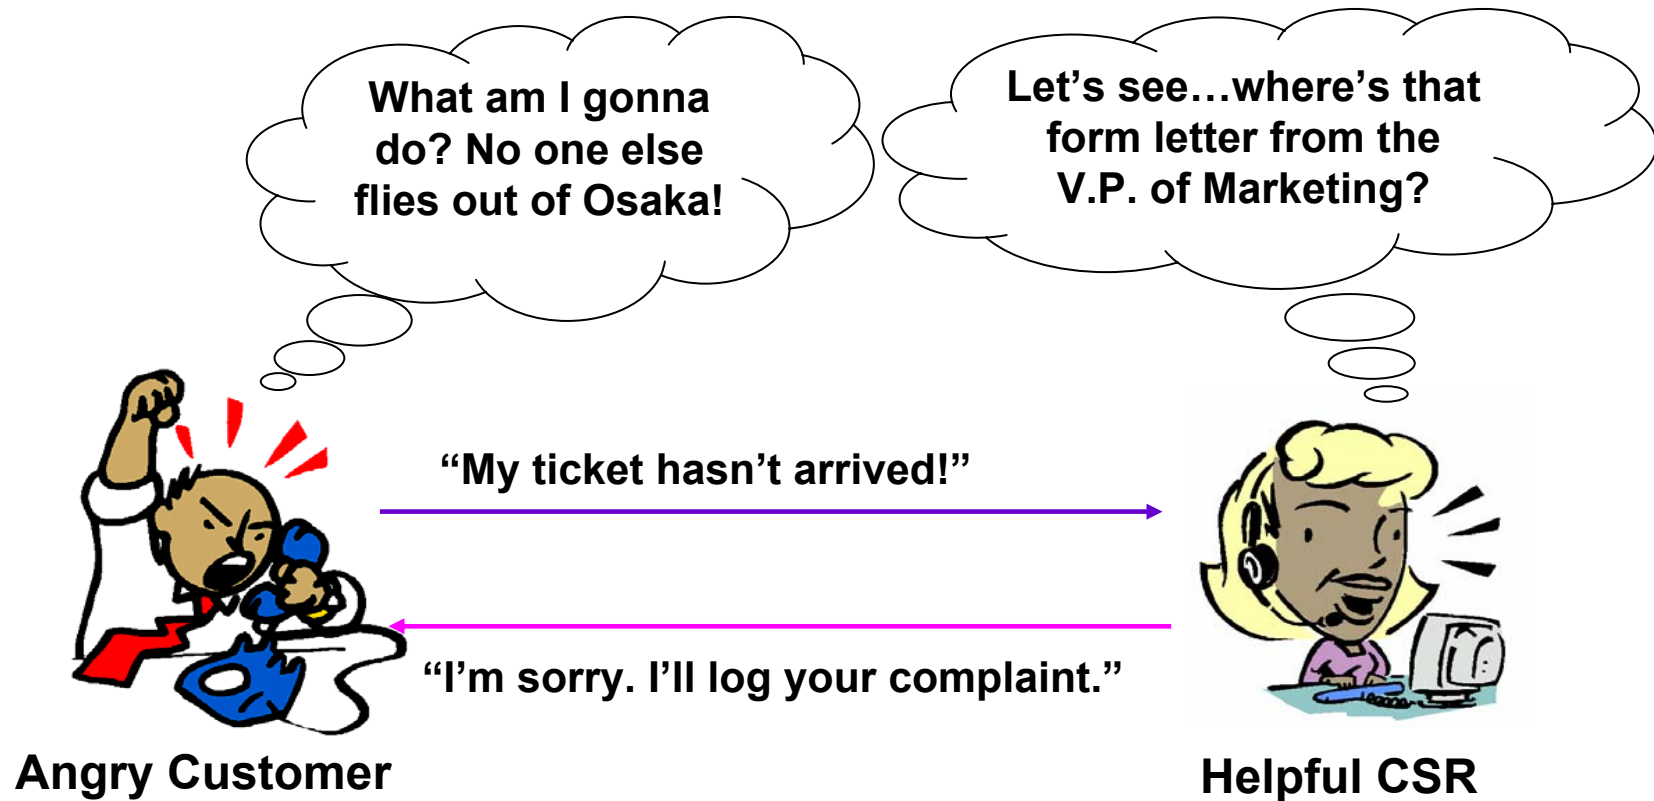 What am I gonna
do? No one else
flies out of Osaka!
Let’s see…where’s that
form letter from the
V.P. of Marketing?
“My ticket hasn’t arrived!”
“I’m sorry. I’ll log your complaint.”
Angry Customer
Helpful CSR